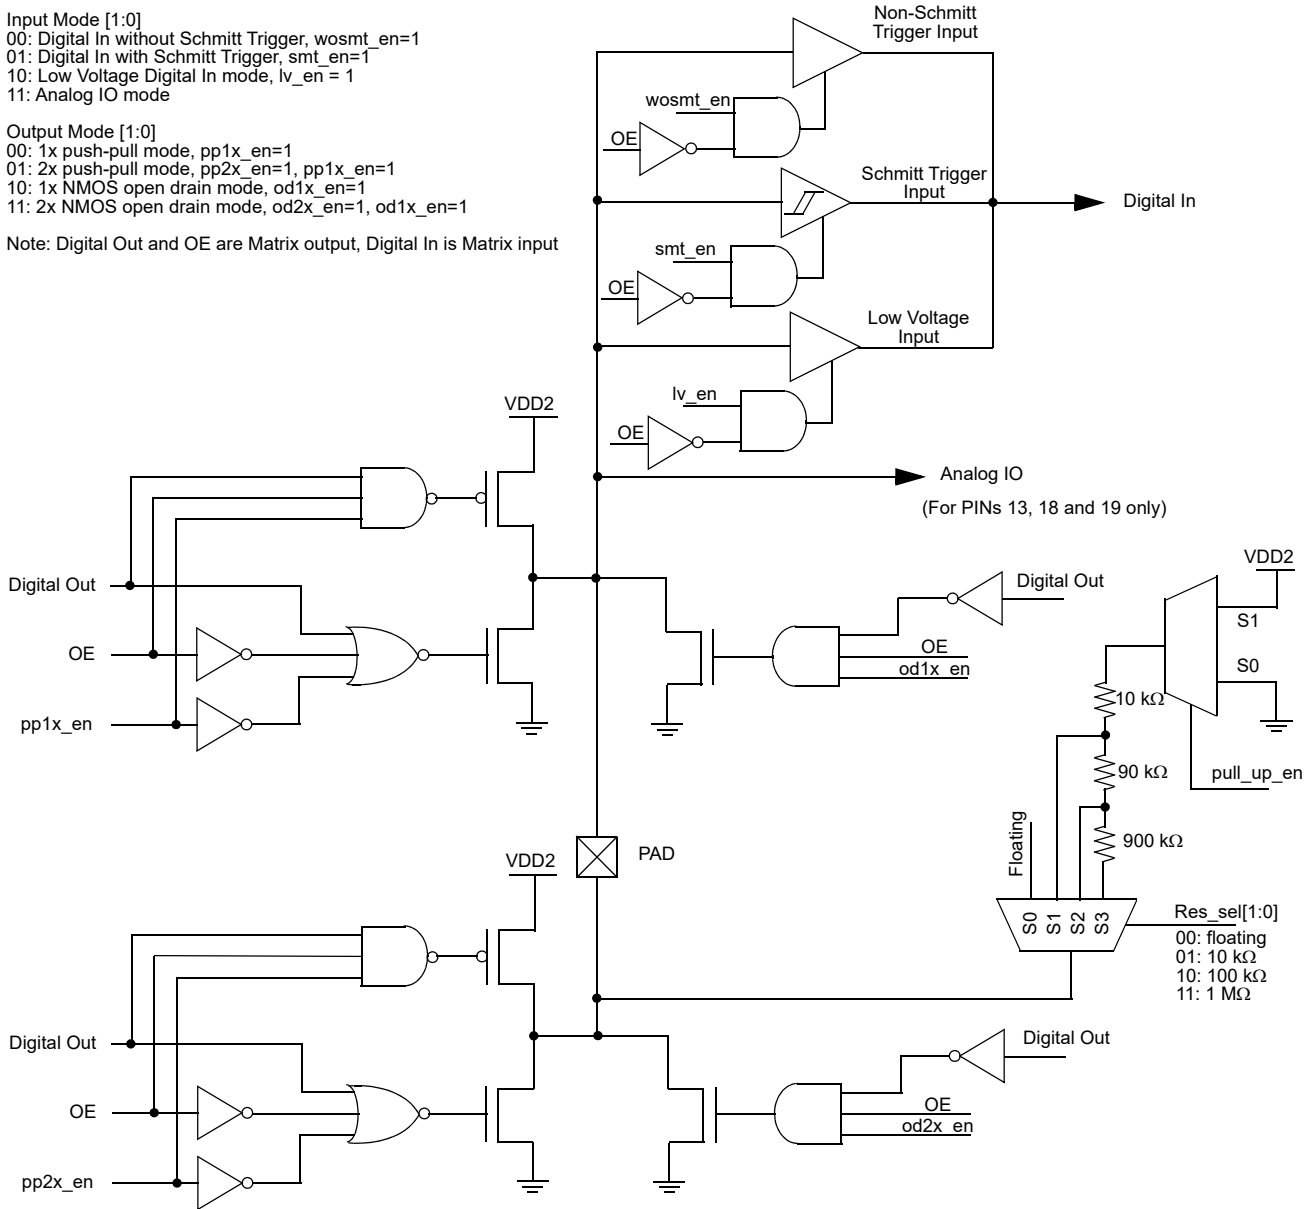 Input Mode [1:0]
00: Digital In without Schmitt Trigger, wosmt_en=1
01: Digital In with Schmitt Trigger, smt_en=1
10: Low Voltage Digital In mode, lv_en = 1
11: Analog IO mode
Output Mode [1:0]
00: 1x push-pull mode, pp1x_en=1
01: 2x push-pull mode, pp2x_en=1, pp1x_en=1
10: 1x NMOS open drain mode, od1x_en=1
11: 2x NMOS open drain mode, od2x_en=1, od1x_en=1
Note: Digital Out and OE are Matrix output, Digital In is Matrix input
Non-Schmitt
Trigger Input
wosmt_en
OE
Schmitt Trigger
Input
Digital In
smt_en
OE
Low Voltage
Input
lv_en
OE
VDD2
Analog IO
(For PINs 13, 18 and 19 only)
Digital Out
OE
pp1x_en
Digital Out
OE
od1x_en
VDD2
S1
S0
10 kΩ
90 kΩ
pull_up_en
900 kΩ
Floating
S0
S1
S2
S3
Res_sel[1:0]
00: floating
01: 10 kΩ
10: 100 kΩ
11: 1 MΩ
PAD
VDD2
Digital Out
OE
pp2x_en
Digital Out
OE
od2x_en